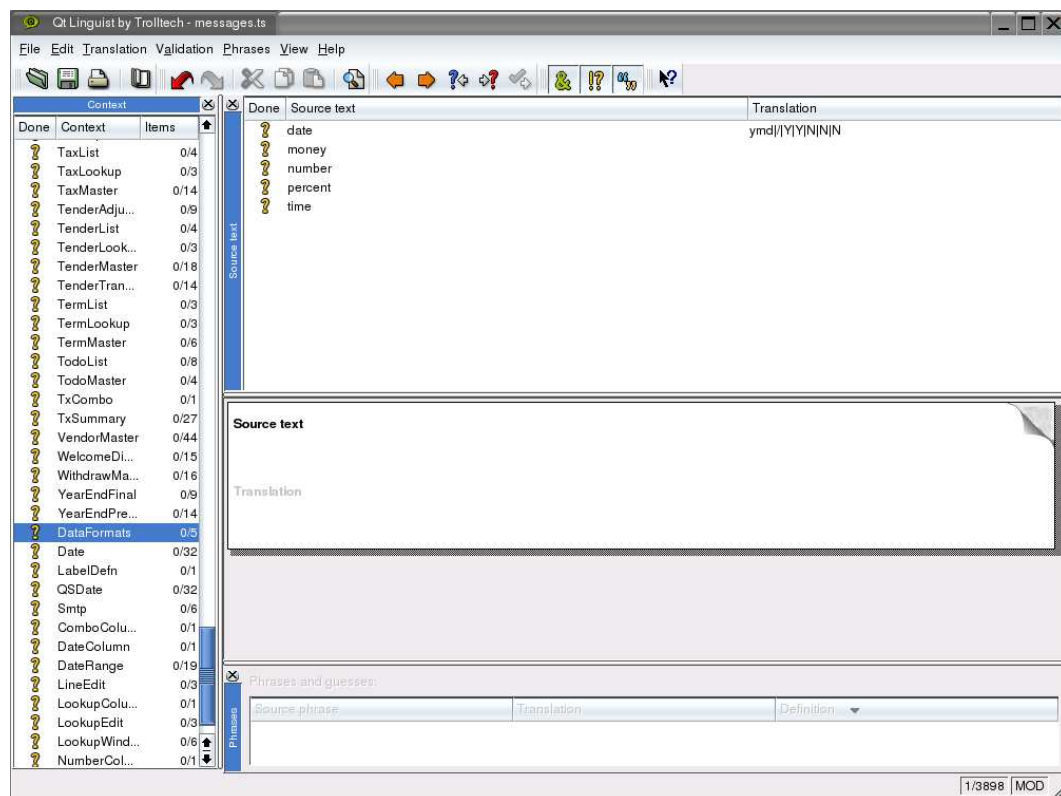 Qt Linguist by Trolltech - messages.ts
File Edit Translation Validation Phrases View Help
Context
Done Context Items
TaxList 0/4
TaxLookup 0/3
TaxMaster 0/14
TenderAdju... 0/9
TenderList 0/4
TenderLook... 0/3
TenderMaster 0/18
TenderTran... 0/14
TermList 0/3
TermLookup 0/3
TermMaster 0/6
TodoList 0/8
TodoMaster 0/4
TxCombo 0/1
TxSummary 0/27
VendorMaster 0/44
WelcomeDi... 0/15
WithdrawMa... 0/16
YearEndFinal 0/9
YearEndPre... 0/14
DataFormats 0/5
Date 0/32
LabelDefn 0/1
QSDate 0/32
Smtp 0/6
ComboColu... 0/1
DateColumn 0/1
DateRange 0/19
LineEdit 0/3
LookupColu... 0/1
LookupEdit 0/3
LookupWind... 0/6
NumberCol... 0/1
Source text
Done Source text Translation
date ymd|/|Y|Y|N|N|N
money
number
percent
time
Source text
Translation
Phrases
Phrases and guesses:
Source phrase Translation Definition
1/3898 MOD